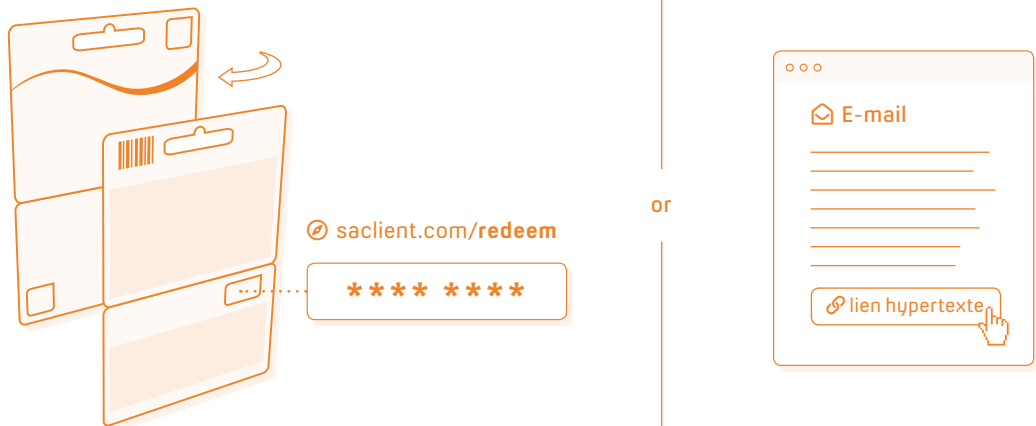 saclient.com/redeem
**** ****
or
E-mail
lien hypertexte